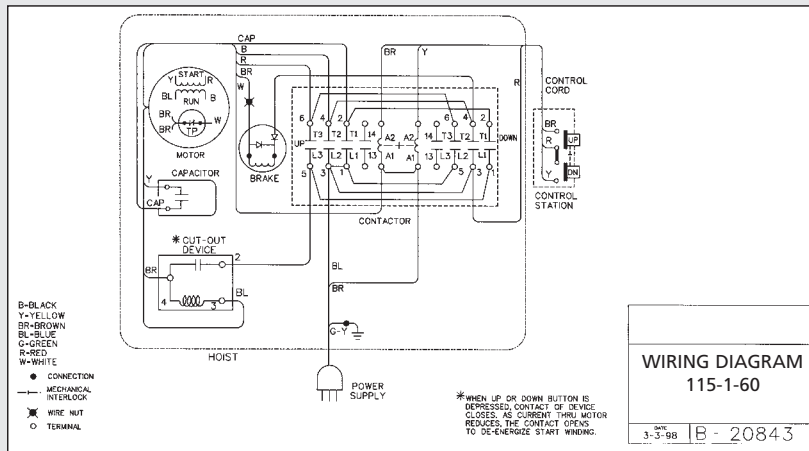 CAP
B
R
BR
W
BR
Y
R
CONTROL
CORD
Y START R
BL RUN B
BR
BR TP W
MOTOR
6 4 2
T3 T2 T1 14 A2 A2 14 T3 T2 T1
6 4 2
UP DOWN
L3 L2 L1 13 A1 A1 13 L3 L2 L1
5 3 1 5 3 1
BRAKE
CONTACTOR
BR
R
Y
UP
DN
CONTROL
STATION
CAPACITOR
Y
CAP
* CUT-OUT
DEVICE
2
BR
BL
4 3
BL
BR
G-Y
HOIST
POWER
SUPPLY
B-BLACK
Y-YELLOW
BR-BROWN
BL-BLUE
G-GREEN
R-RED
W-WHITE
CONNECTION
MECHANICAL
INTERLOCK
WIRE NUT
TERMINAL
*WHEN UP OR DOWN BUTTON IS
DEPRESSED, CONTACT OF DEVICE
CLOSES. AS CURRENT THRU MOTOR
REDUCES, THE CONTACT OPENS
TO DE-ENERGIZE START WINDING.
WIRING DIAGRAM
115-1-60
DATE
3-3-98
B - 20843